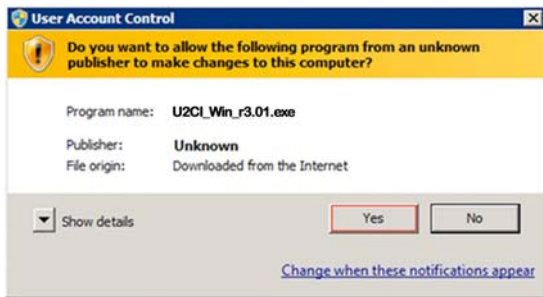 User Account Control
Do you want to allow the following program from an unknown
publisher to make changes to this computer?
Program name: U2CI_Win_r3.01.exe
Publisher: Unknown
File origin: Downloaded from the Internet
Show details
Yes No
Change when these notifications appear